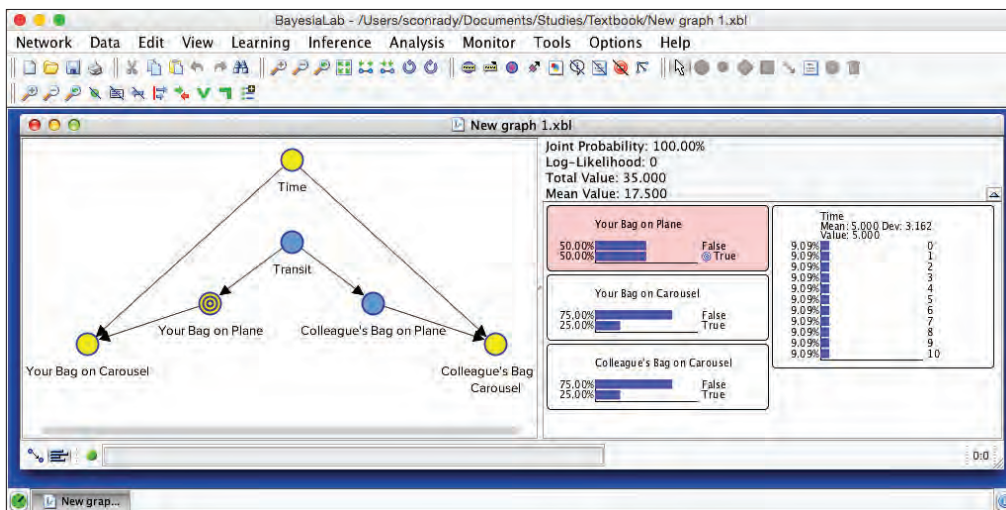 BayesiaLab - /Users/sconrady/Documents/Studies/Textbook/New graph 1.xbl
Network Data Edit View Learning Inference Analysis Monitor Tools Options Help
New graph 1.xbl
Time
Transit
Your Bag on Plane
Colleague's Bag on Plane
Your Bag on Carousel
Colleague's Bag
Carousel
Joint Probability: 100.00%
Log-Likelihood: 0
Total Value: 35.000
Mean Value: 17.500
Your Bag on Plane
50.00% False
50.00% True
Your Bag on Carousel
75.00% False
25.00% True
Colleague's Bag on Carousel
75.00% False
25.00% True
Time
Mean: 5.000 Dev: 3.162
Value: 5.000
9.09% 0
9.09% 1
9.09% 2
9.09% 3
9.09% 4
9.09% 5
9.09% 6
9.09% 7
9.09% 8
9.09% 9
9.09% 10
0:0
New grap...